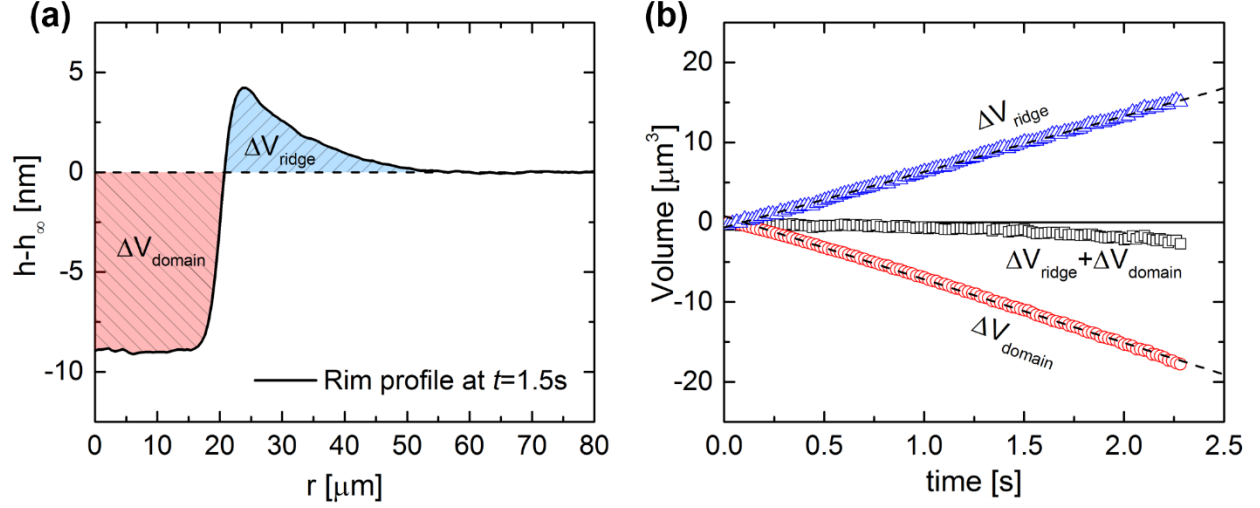 (a)
5
0
-5
-10
h-h∞ [nm]
ΔVridge
ΔVdomain
Rim profile at t=1.5s
0 10 20 30 40 50 60 70 80
r [μm]
(b)
20
10
0
-10
-20
Volume [μm³]
ΔVridge
ΔVridge+ΔVdomain
ΔVdomain
0.0 0.5 1.0 1.5 2.0 2.5
time [s]